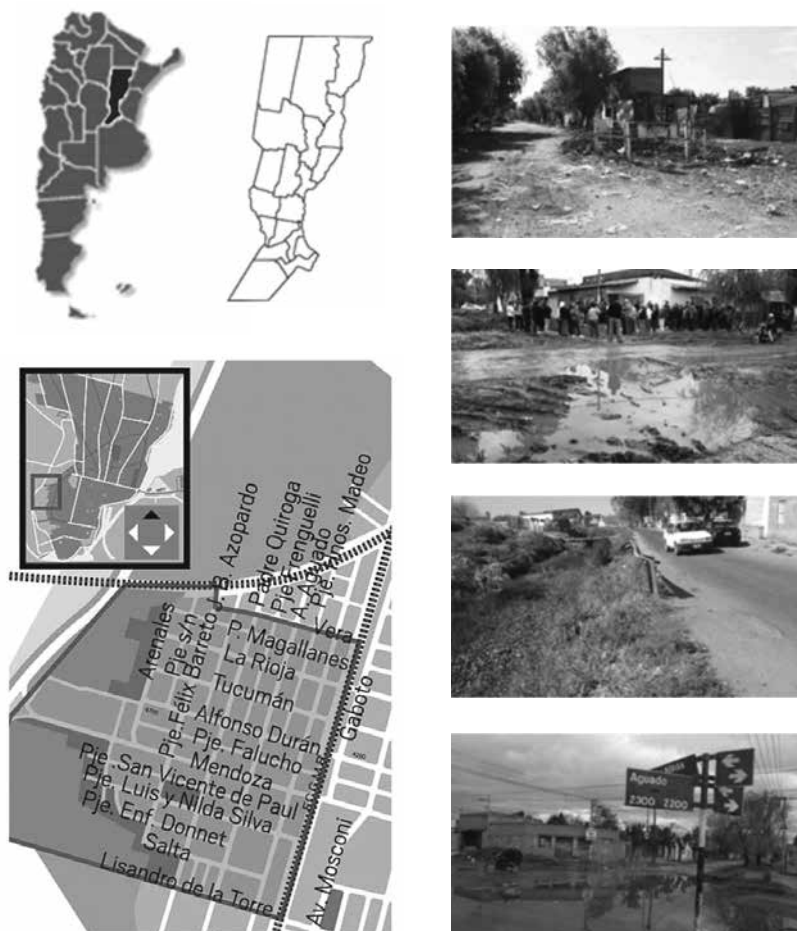 J. B. Azopardo
Padre Quiroga
Pje. Frenguelli
A. Aguado
Pje. Hnos. Madeo
Arenales
Pje s/n
Pje. Félix Barreto
Vera
P. Magallanes
La Rioja
Tucumán
Alfonso Durán
Pje. Falucho
Mendoza
Pje .San Vicente de Paul
Pje. Luis y Nilda Silva
Pje. Enf. Donnet
Salta
Lisandro de la Torre
Gaboto
Av. Mosconi
Aguado
2300 2200